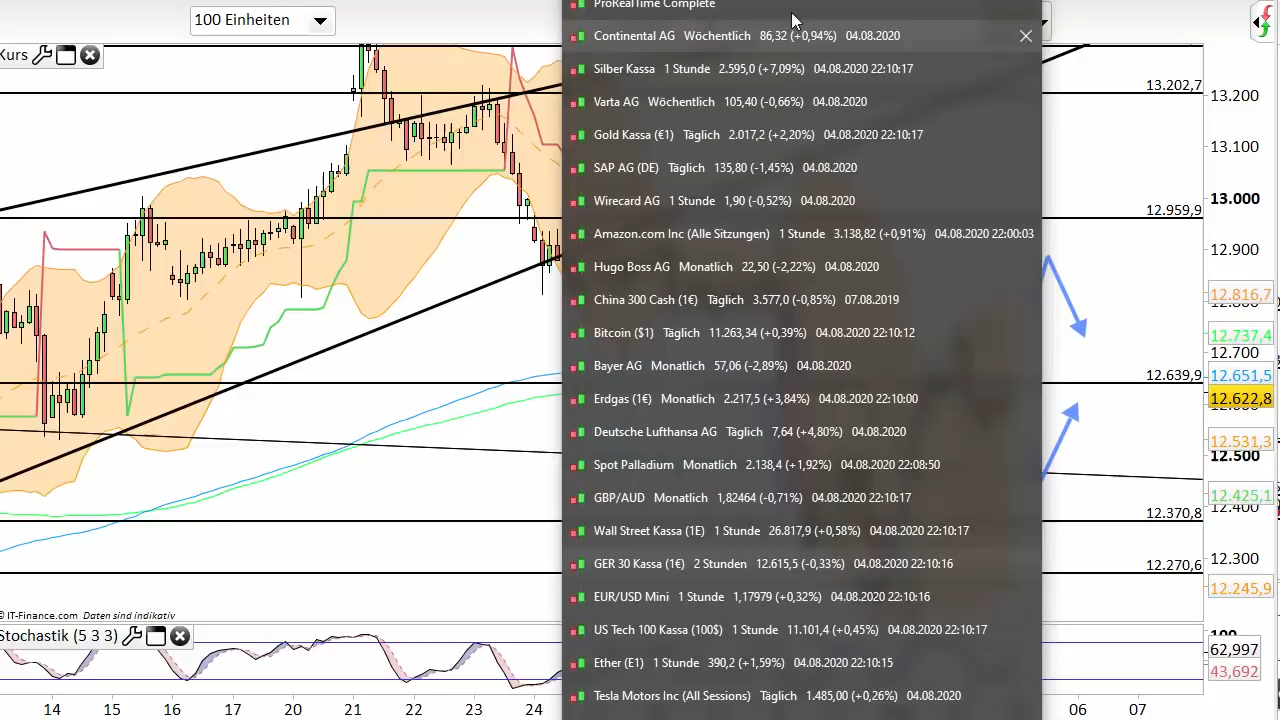 100 Einheiten
Kurs
ProRealTime Complete
Continental AG Wöchentlich 86,32 (+0,94%) 04.08.2020
Silber Kassa 1 Stunde 2.595,0 (+7,09%) 04.08.2020 22:10:17
Varta AG Wöchentlich 105,40 (-0,66%) 04.08.2020
Gold Kassa (€1) Täglich 2.017,2 (+2,20%) 04.08.2020 22:10:17
SAP AG (DE) Täglich 135,80 (-1,45%) 04.08.2020
Wirecard AG 1 Stunde 1,90 (-0,52%) 04.08.2020
Amazon.com Inc (Alle Sitzungen) 1 Stunde 3.138,82 (+0,91%) 04.08.2020 22:00:03
Hugo Boss AG Monatlich 22,50 (-2,22%) 04.08.2020
China 300 Cash (1€) Täglich 3.577,0 (-0,85%) 07.08.2019
Bitcoin ($1) Täglich 11.263,34 (+0,39%) 04.08.2020 22:10:12
Bayer AG Monatlich 57,06 (-2,89%) 04.08.2020
Erdgas (1€) Monatlich 2.217,5 (+3,84%) 04.08.2020 22:10:00
Deutsche Lufthansa AG Täglich 7,64 (+4,80%) 04.08.2020
Spot Palladium Monatlich 2.138,4 (+1,92%) 04.08.2020 22:08:50
GBP/AUD Monatlich 1,82464 (-0,71%) 04.08.2020 22:10:17
Wall Street Kassa (1E) 1 Stunde 26.817,9 (+0,58%) 04.08.2020 22:10:17
GER 30 Kassa (1€) 2 Stunden 12.615,5 (-0,33%) 04.08.2020 22:10:16
EUR/USD Mini 1 Stunde 1,17979 (+0,32%) 04.08.2020 22:10:16
US Tech 100 Kassa (100$) 1 Stunde 11.101,4 (+0,45%) 04.08.2020 22:10:17
Ether (E1) 1 Stunde 390,2 (+1,59%) 04.08.2020 22:10:15
Tesla Motors Inc (All Sessions) Täglich 1.485,00 (+0,26%) 04.08.2020
13.202,7
12.959,9
12.639,9
12.370,8
12.270,6
13.200
13.100
13.000
12.900
12.816,7
12.800
12.737,4
12.700
12.651,5
12.622,8
12.531,3
12.500
12.425,1
12.400
12.300
12.245,9
© IT-Finance.com Daten sind indikativ
Stochastik (5 3 3)
100
62,997
43,692
14 15 16 17 20 21 22 23 24 06 07